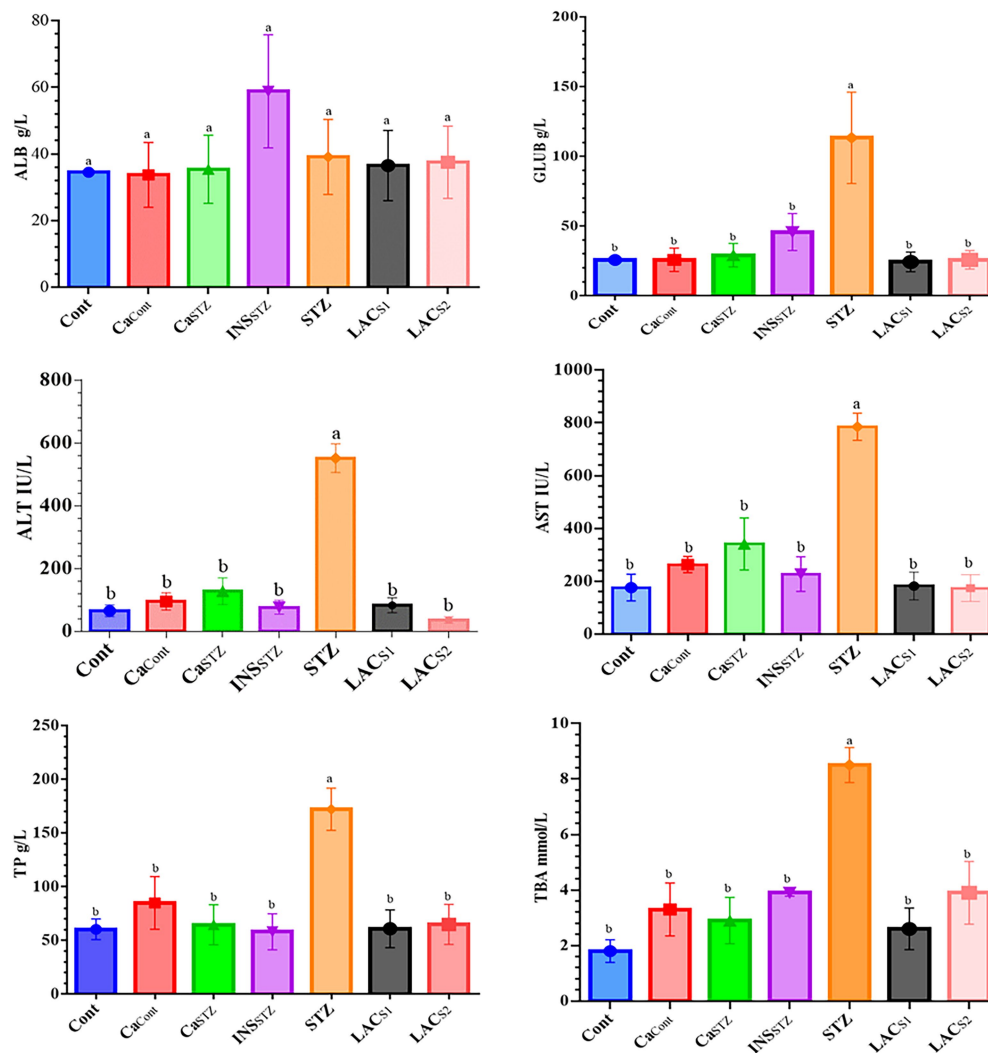 ALB g/L
80
60
40
20
0
a a a a a a a
Cont CaCont CaSTZ INSSTZ STZ LACS1 LACS2
GLUB g/L
200
150
100
50
0
b b b b a b b
Cont CaCont CaSTZ INSSTZ STZ LACS1 LACS2
ALT IU/L
800
600
400
200
0
b b b b a b b
Cont CaCont CaSTZ INSSTZ STZ LACS1 LACS2
AST IU/L
1000
800
600
400
200
0
b b b b a b b
Cont CaCont CaSTZ INSSTZ STZ LACS1 LACS2
TP g/L
250
200
150
100
50
0
b b b b a b b
Cont CaCont CaSTZ INSSTZ STZ LACS1 LACS2
TBA mmol/L
10
8
6
4
2
0
b b b b a b b
Cont CaCont CaSTZ INSSTZ STZ LACS1 LACS2